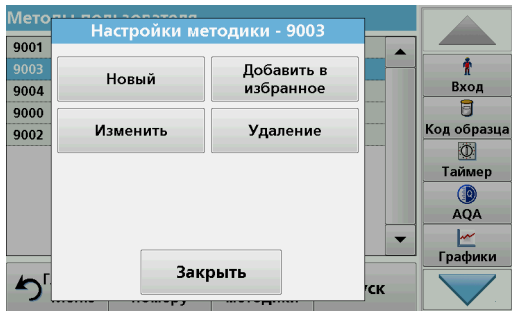 Методы пользователя
Настройки методики - 9003
9001
9003
9004
9000
9002
Новый
Добавить в
избранное
Изменить
Удаление
Закрыть
Вход
Код образца
Таймер
AQA
Графики